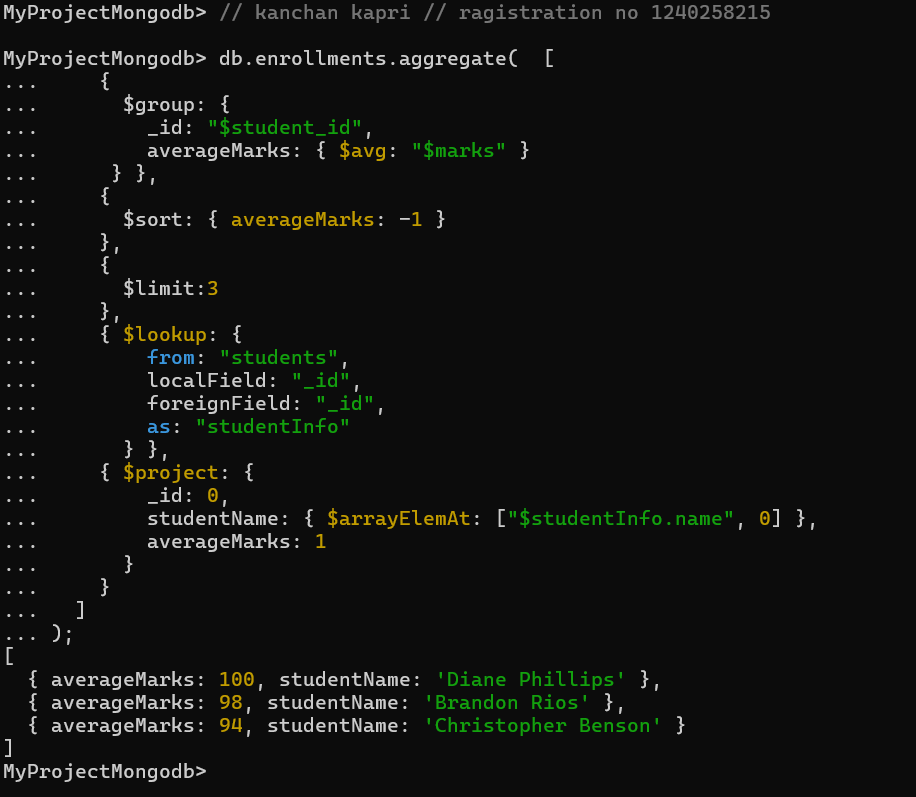 MyProjectMongodb> // kanchan kapri // ragistration no 1240258215
MyProjectMongodb> db.enrollments.aggregate(  [
...     {
...       $group: {
...         _id: "$student_id",
...         averageMarks: { $avg: "$marks" }
...      } },
...     {
...       $sort: { averageMarks: -1 }
...     },
...     {
...       $limit:3
...     },
...     { $lookup: {
...         from: "students",
...         localField: "_id",
...         foreignField: "_id",
...         as: "studentInfo"
...       } },
...     { $project: {
...         _id: 0,
...         studentName: { $arrayElemAt: ["$studentInfo.name", 0] },
...         averageMarks: 1
...       }
...     }
...   ]
... );
[
  { averageMarks: 100, studentName: 'Diane Phillips' },
  { averageMarks: 98, studentName: 'Brandon Rios' },
  { averageMarks: 94, studentName: 'Christopher Benson' }
]
MyProjectMongodb>